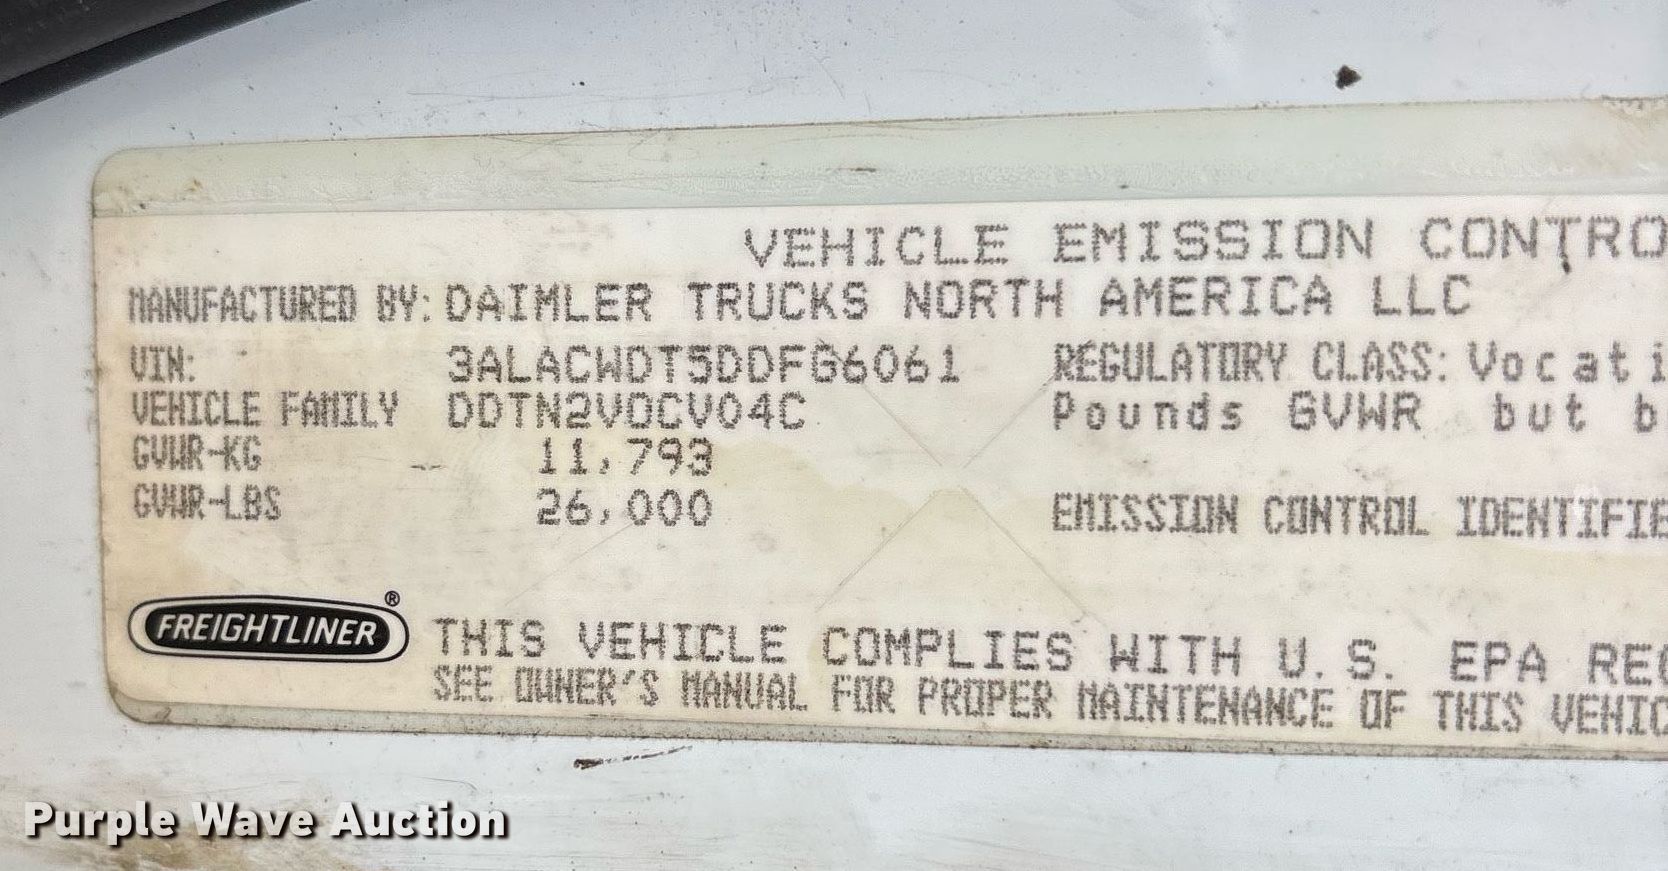 VEHICLE EMISSION CONTRO
MANUFACTURED BY: DAIMLER TRUCKS NORTH AMERICA LLC
VIN: 3ALACWDT5DDFG6061 REGULATORY CLASS: Vocati
VEHICLE FAMILY DDTN2VOCV04C Pounds GVWR but b
GVWR-KG 11,793
GVWR-LBS 26,000 EMISSION CONTROL IDENTIFIE
FREIGHTLINER®
THIS VEHICLE COMPLIES WITH U.S. EPA REG
SEE OWNER'S MANUAL FOR PROPER MAINTENANCE OF THIS VEHIC
Purple Wave Auction